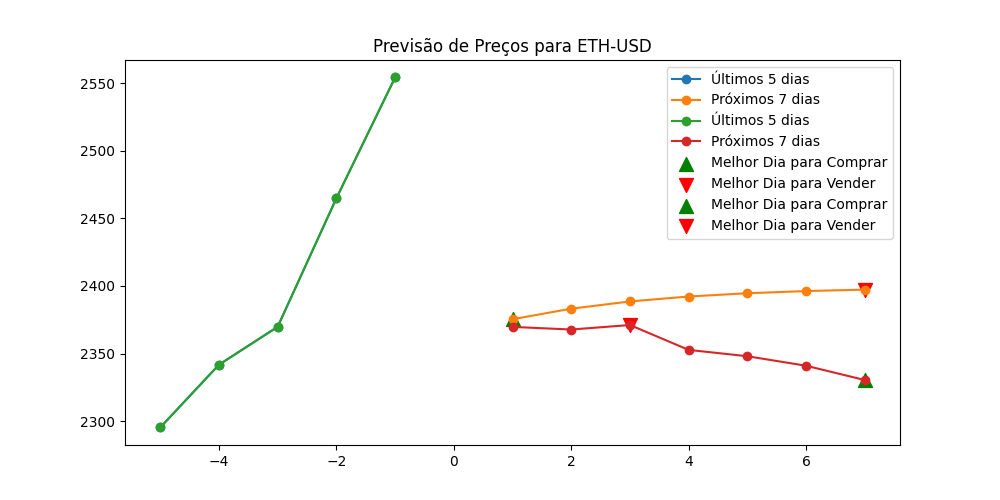 Previsão de Preços para ETH-USD
2550
2500
2450
2400
2350
2300
−4
−2
0
2
4
6
Últimos 5 dias
Próximos 7 dias
Últimos 5 dias
Próximos 7 dias
Melhor Dia para Comprar
Melhor Dia para Vender
Melhor Dia para Comprar
Melhor Dia para Vender